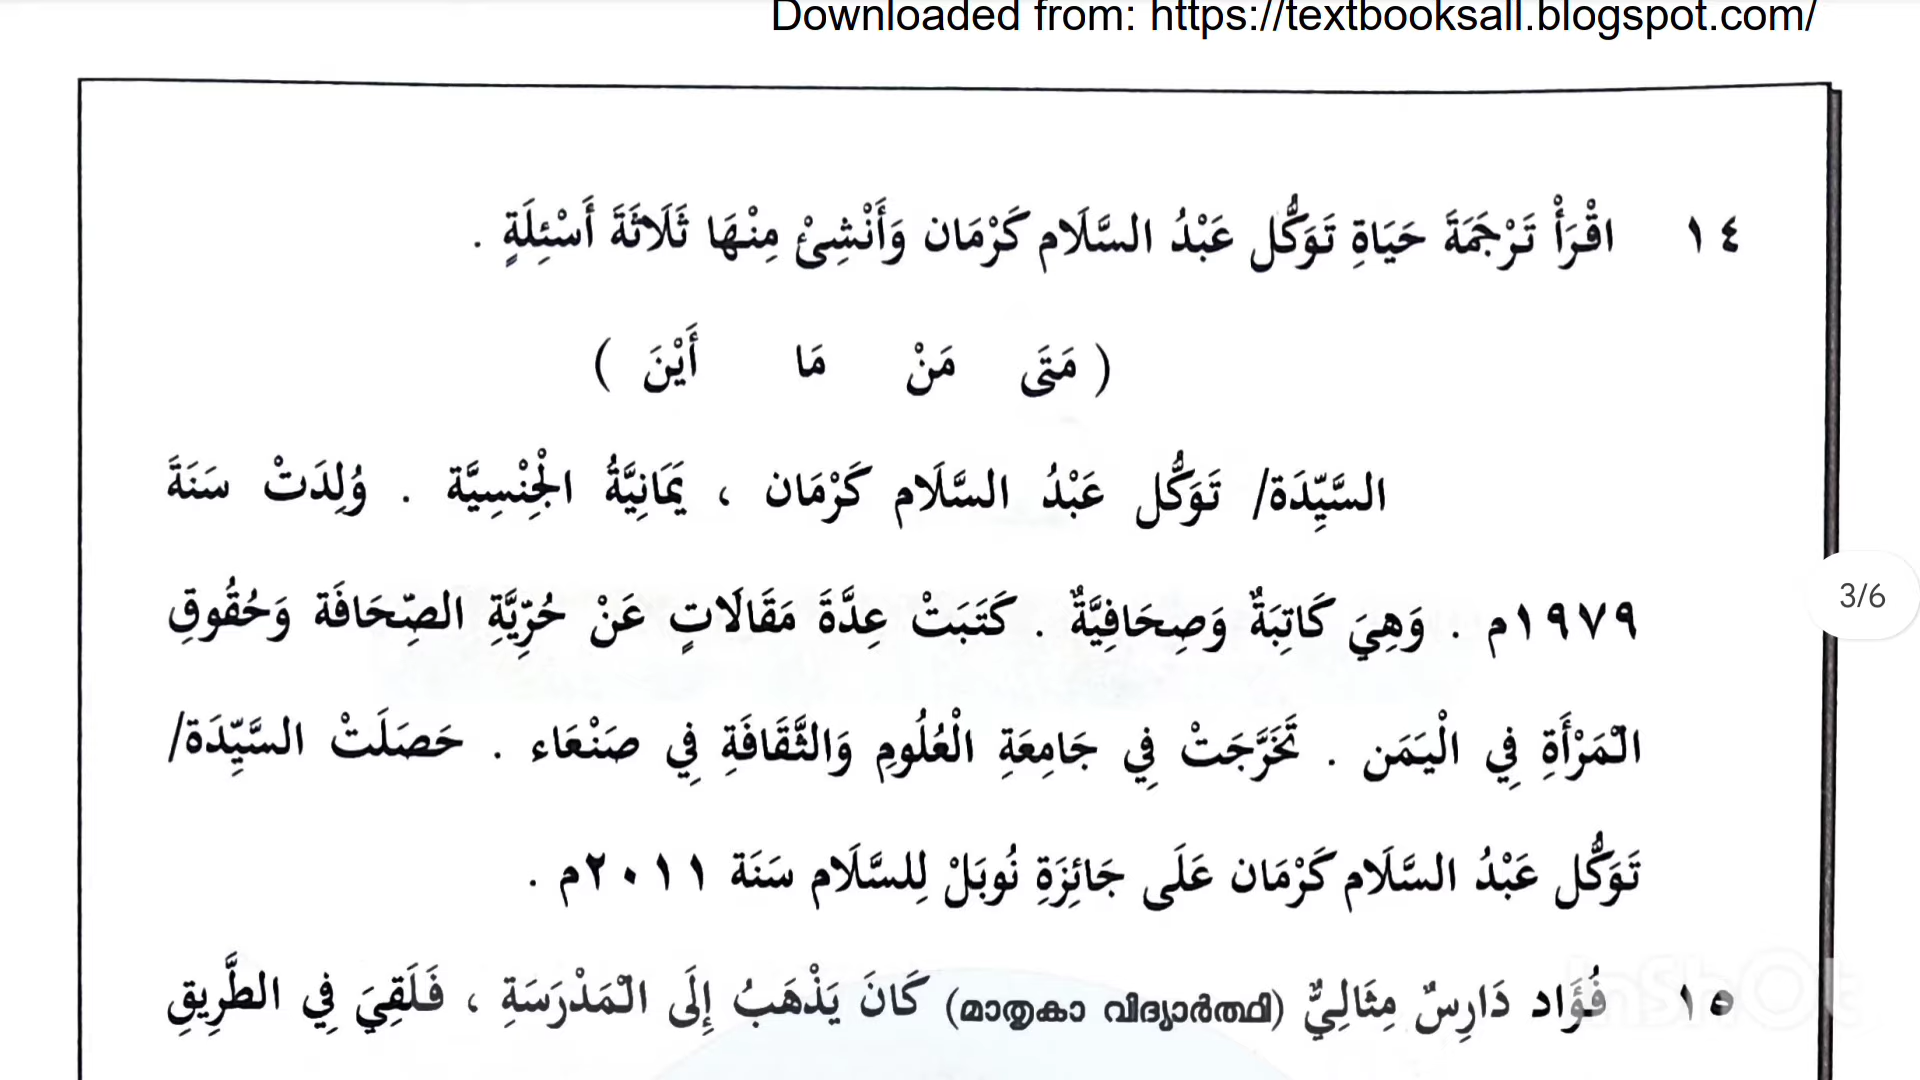 Downloaded from: https://textbooksall.blogspot.com/
١٤ اقْرَأْ تَرْجَمَةَ حَيَاةِ تَوَكُّل عَبْدُ السَّلَام كَرْمَان وَأَنْشِئْ مِنْهَا ثَلَاثَةَ أَسْئِلَةٍ .
( مَتَى مَنْ مَا أَيْنَ )
السَّيِّدَة/ تَوَكُّل عَبْدُ السَّلَام كَرْمَان ، يَمَانِيَّةُ الْجِنْسِيَّة . وُلِدَتْ سَنَةَ
١٩٧٩م . وَهِيَ كَاتِبَةٌ وَصِحَافِيَّةٌ . كَتَبَتْ عِدَّةَ مَقَالَاتٍ عَنْ حُرِّيَّةِ الصِّحَافَة وَحُقُوقِ
3/6
الْمَرْأَةِ فِي الْيَمَن . تَخَرَّجَتْ فِي جَامِعَةِ الْعُلُومِ وَالثَّقَافَةِ فِي صَنْعَاء . حَصَلَتْ السَّيِّدَة/
تَوَكُّل عَبْدُ السَّلَام كَرْمَان عَلَى جَائِزَةِ نُوبَلْ لِلسَّلَام سَنَة ٢٠١١م .
١٥ فُؤَاد دَارِسٌ مِثَالِيٌّ (മാതൃകാ വിദ്യാർത്ഥി) كَانَ يَذْهَبُ إِلَى الْمَدْرَسَةِ ، فَلَقِيَ فِي الطَّرِيقِ
InShOt